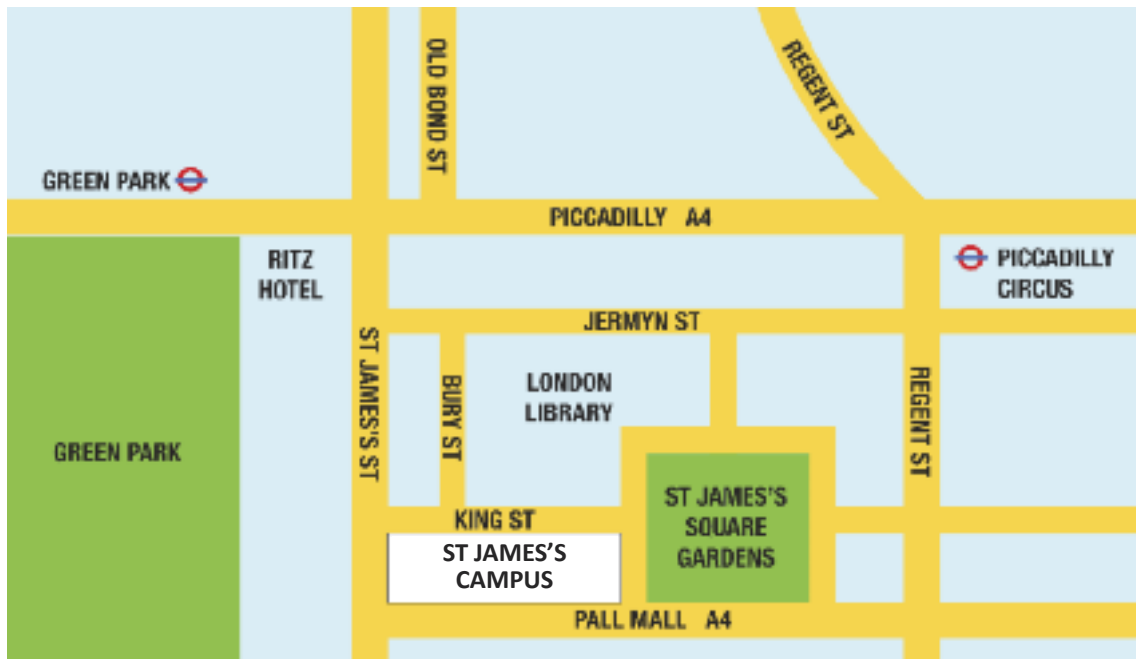 OLD BOND ST
REGENT ST
GREEN PARK
PICCADILLY A4
RITZ
HOTEL
PICCADILLY
CIRCUS
JERMYN ST
ST JAMES'S ST
BURY ST
LONDON
LIBRARY
REGENT ST
GREEN PARK
ST JAMES'S
SQUARE
GARDENS
KING ST
ST JAMES’S
CAMPUS
PALL MALL A4